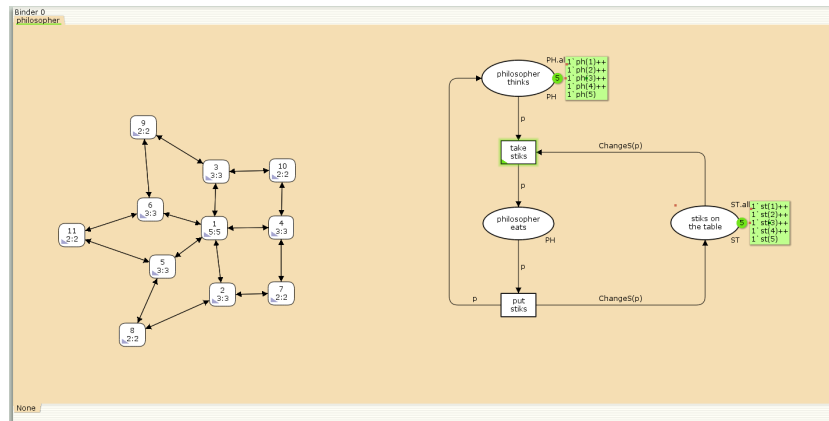 Binder 0
philosopher
9
2:2
3
3:3
10
2:2
6
3:3
1
5:5
4
3:3
11
2:2
5
3:3
2
3:3
7
2:2
8
2:2
philosopher
thinks
PH.al
5
1`ph(1)++
1`ph(2)++
1`ph(3)++
1`ph(4)++
1`ph(5)
PH
p
take
stiks
ChangeS(p)
p
philosopher
eats
PH
stiks on
the table
ST.all
5
1`st(1)++
1`st(2)++
1`st(3)++
1`st(4)++
1`st(5)
ST
p
p
put
stiks
ChangeS(p)
None